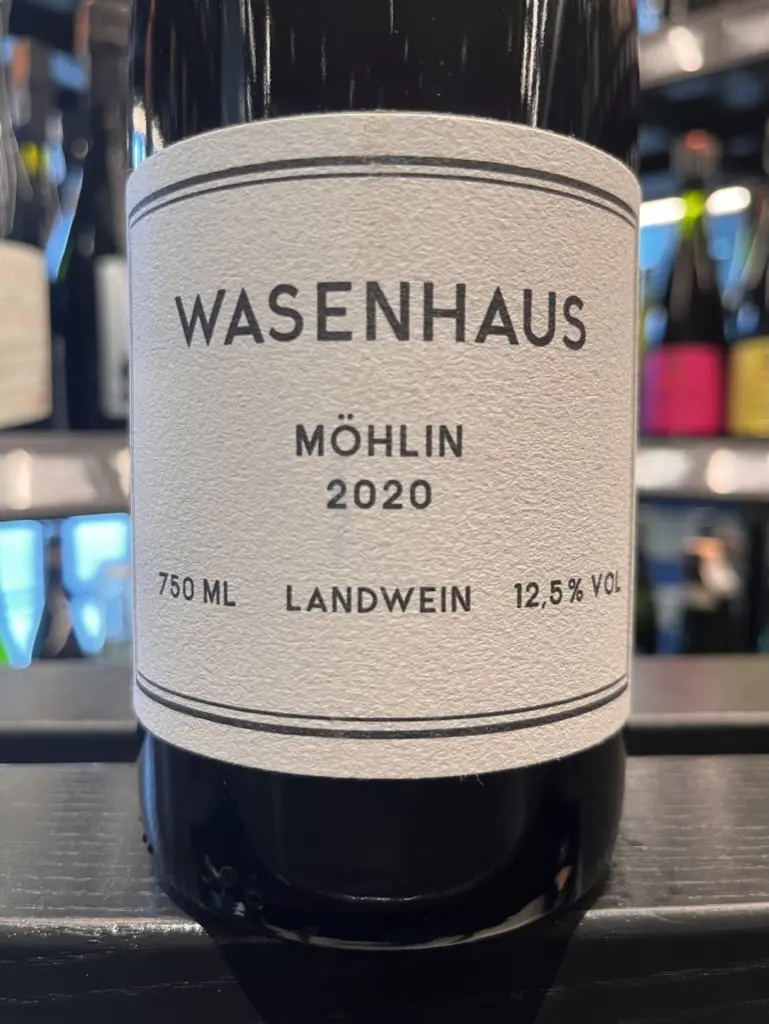 WASENHAUS
MÖHLIN
2020
750 ML LANDWEIN 12,5% VOL